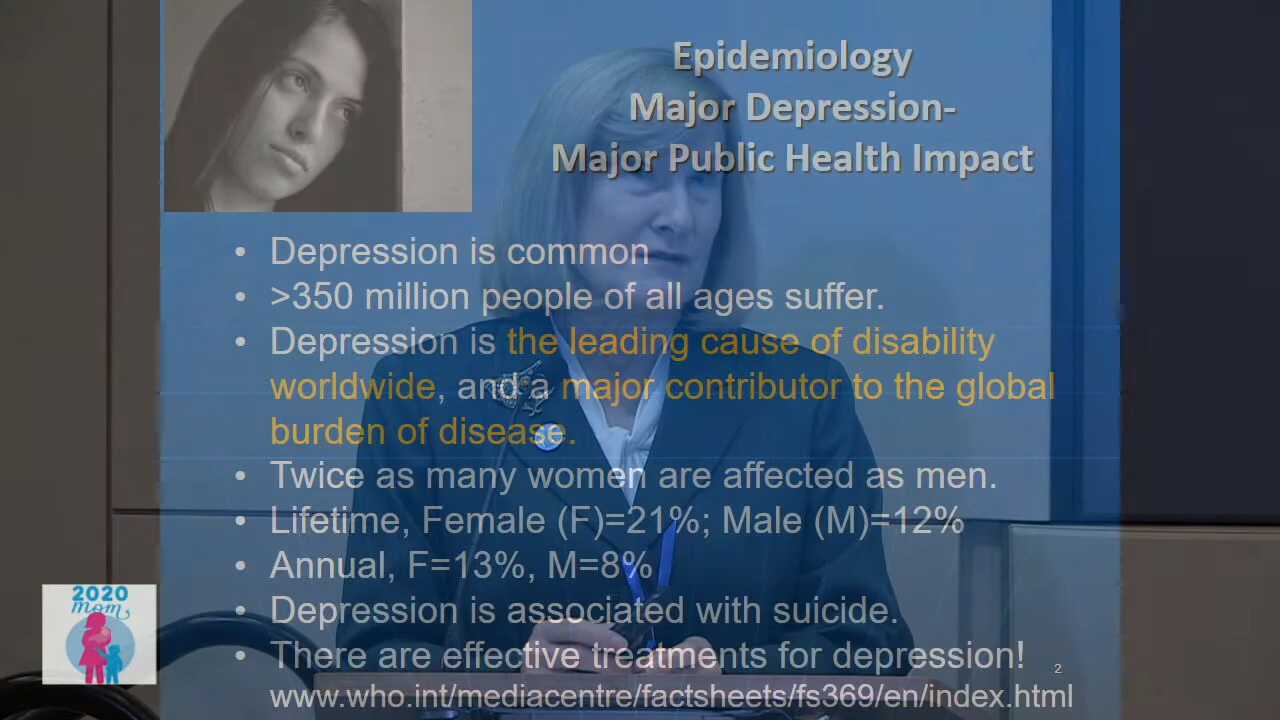 Epidemiology
Major Depression-
Major Public Health Impact
• Depression is common
• >350 million people of all ages suffer.
• Depression is the leading cause of disability
worldwide, and a major contributor to the global
burden of disease.
• Twice as many women are affected as men.
• Lifetime, Female (F)=21%; Male (M)=12%
• Annual, F=13%, M=8%
• Depression is associated with suicide.
• There are effective treatments for depression!
2
www.who.int/mediacentre/factsheets/fs369/en/index.html
2020
mom